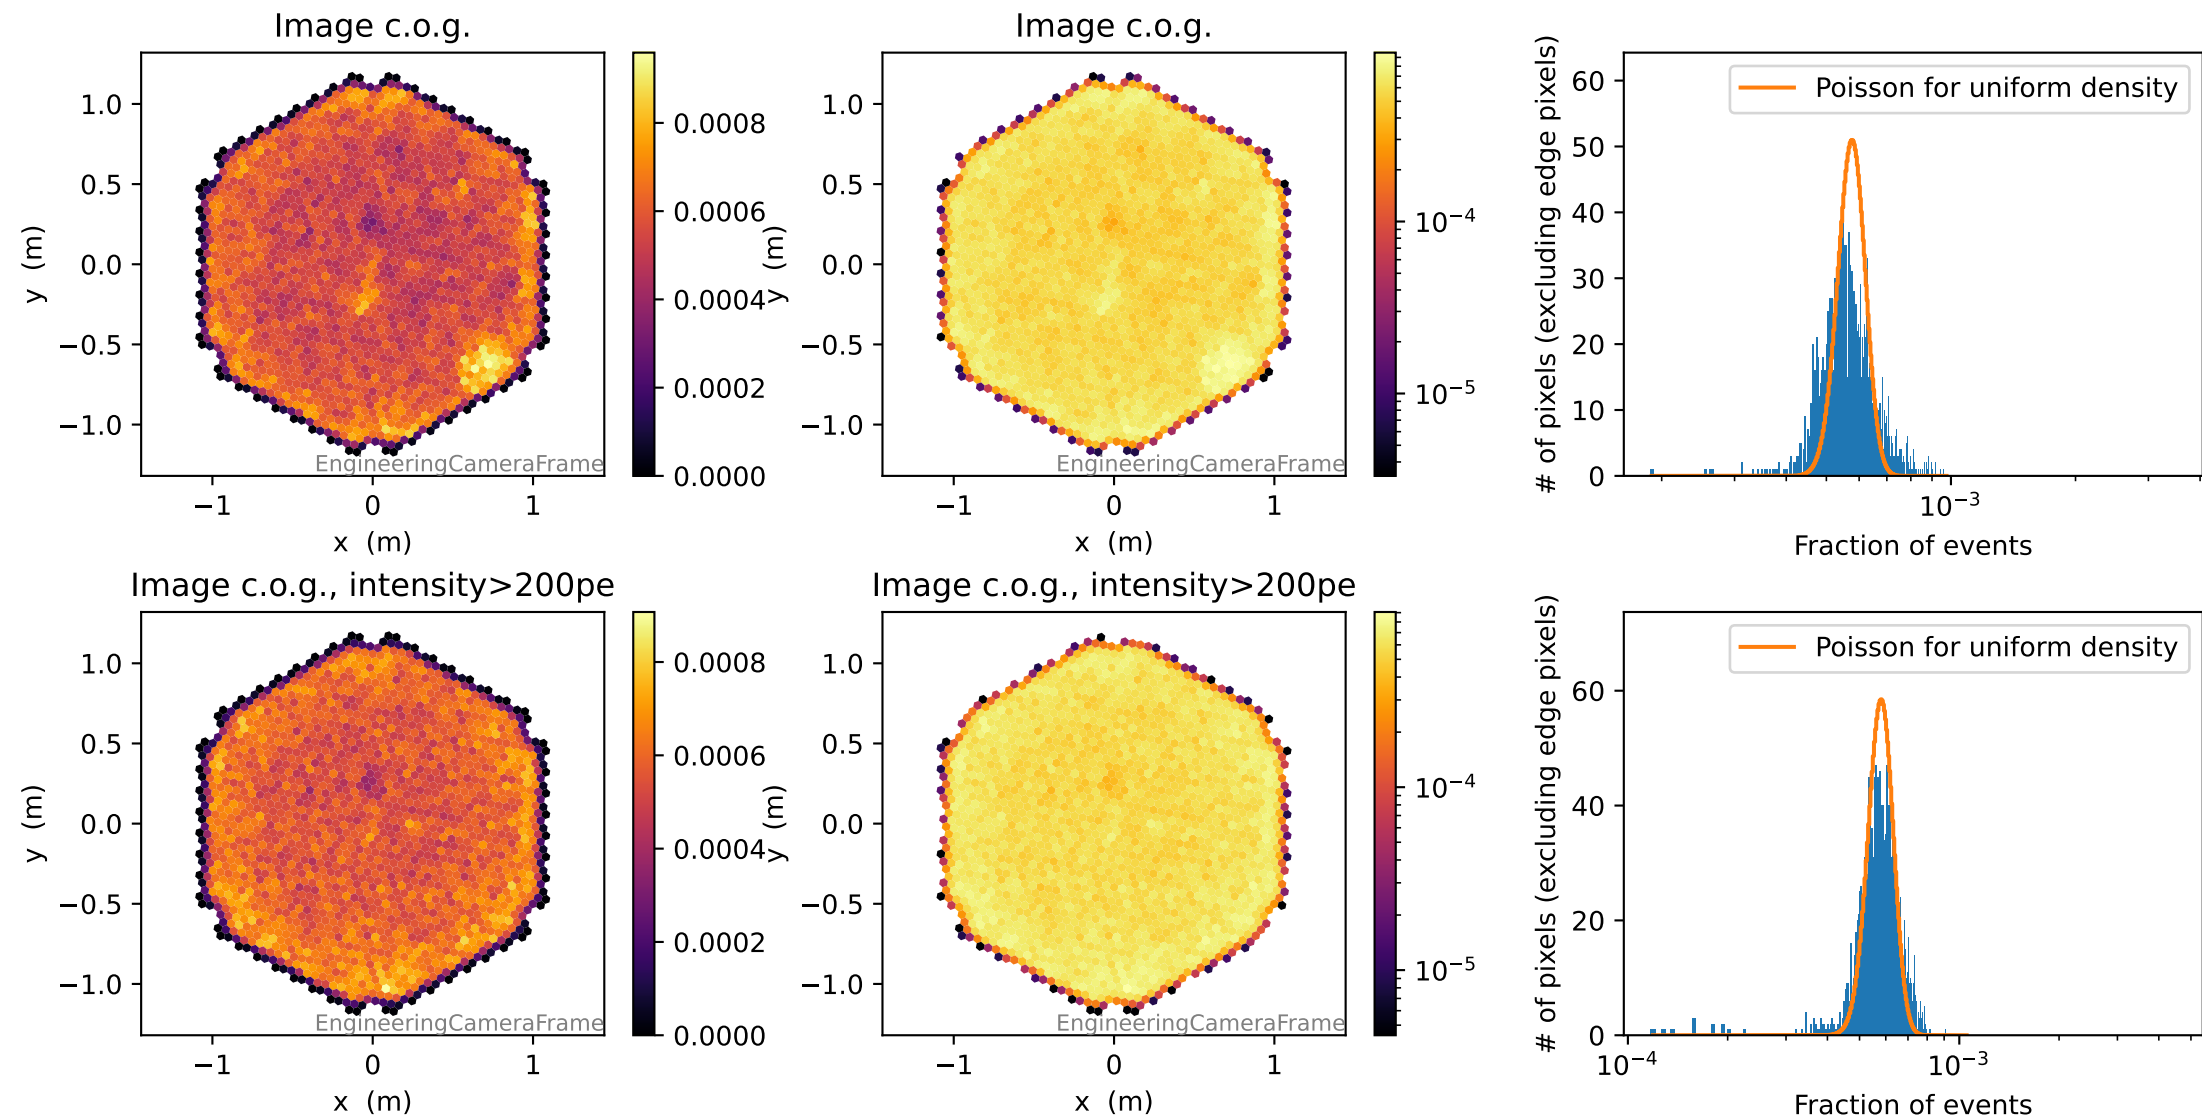 Image c.o.g.
1.0
0.5
0.0
−0.5
−1.0
y (m)
−1
0
1
x (m)
EngineeringCameraFrame
0.0008
0.0006
0.0004
0.0002
0.0000
Image c.o.g.
1.0
0.5
0.0
−0.5
−1.0
y (m)
−1
0
1
x (m)
EngineeringCameraFrame
10−4
10−5
60
50
40
30
20
10
0
# of pixels (excluding edge pixels)
Poisson for uniform density
10−3
Fraction of events
Image c.o.g., intensity>200pe
1.0
0.5
0.0
−0.5
−1.0
y (m)
−1
0
1
x (m)
EngineeringCameraFrame
0.0008
0.0006
0.0004
0.0002
0.0000
Image c.o.g., intensity>200pe
1.0
0.5
0.0
−0.5
−1.0
y (m)
−1
0
1
x (m)
EngineeringCameraFrame
10−4
10−5
60
40
20
0
# of pixels (excluding edge pixels)
Poisson for uniform density
10−4
10−3
Fraction of events